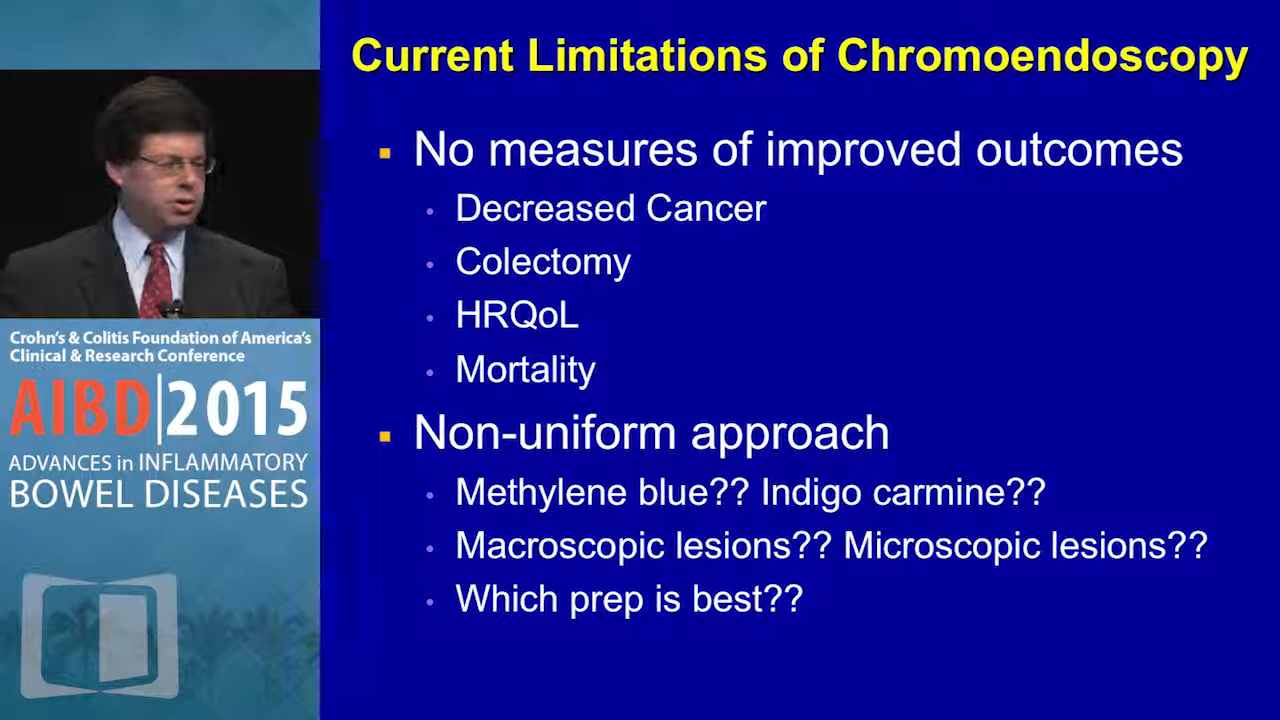 Current Limitations of Chromoendoscopy
No measures of improved outcomes
Decreased Cancer
Colectomy
HRQoL
Mortality
Non-uniform approach
Methylene blue?? Indigo carmine??
Macroscopic lesions?? Microscopic lesions??
Which prep is best??
Crohn's & Colitis Foundation of America's
Clinical & Research Conference
AIBD|2015
ADVANCES in INFLAMMATORY
BOWEL DISEASES